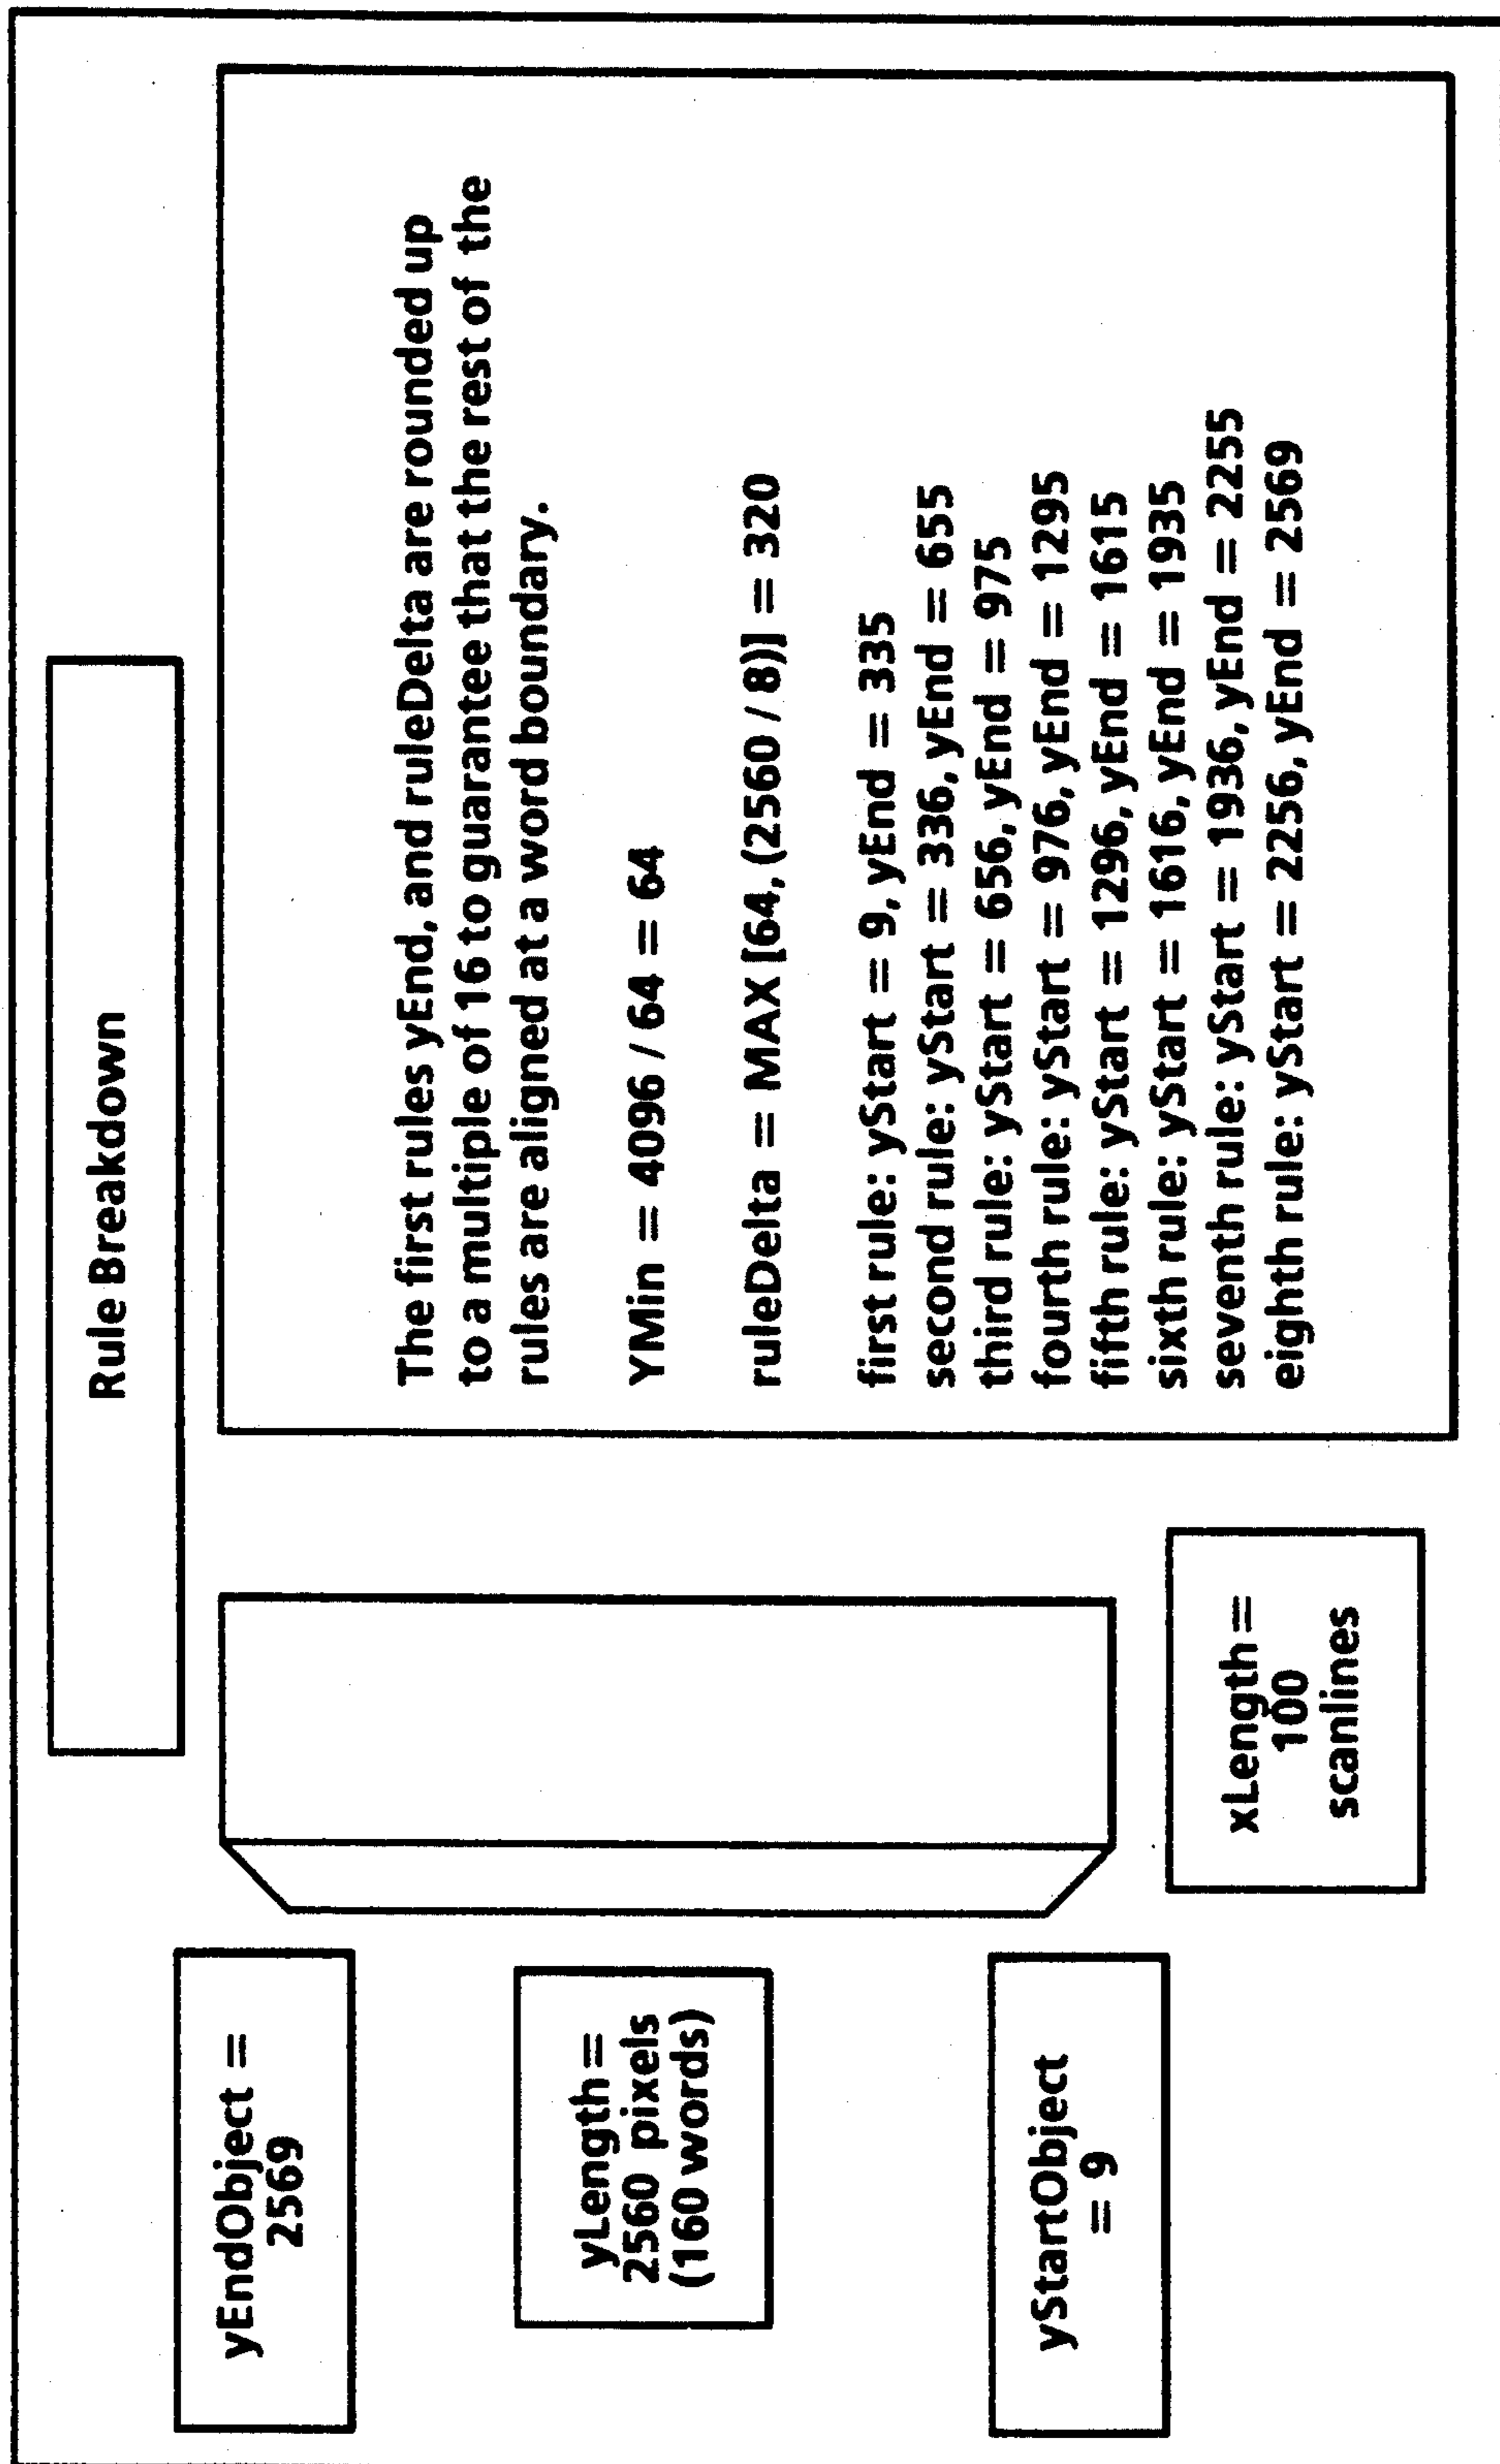 Rule Breakdown
yEndObject =
2569
yLength =
2560 pixels
(160 words)
yStartObject
= 9
xLength =
100
scanlines
The first rules yEnd, and ruleDelta are rounded up
to a multiple of 16 to guarantee that the rest of the
rules are aligned at a word boundary.
YMin = 4096 / 64 = 64
ruleDelta = MAX [64, (2560 / 8)] = 320
first rule: yStart = 9, yEnd = 335
second rule: yStart = 336, yEnd = 655
third rule: yStart = 656, yEnd = 975
fourth rule: yStart = 976, yEnd = 1295
fifth rule: yStart = 1296, yEnd = 1615
sixth rule: yStart = 1616, yEnd = 1935
seventh rule: yStart = 1936, yEnd = 2255
eighth rule: yStart = 2256, yEnd = 2569